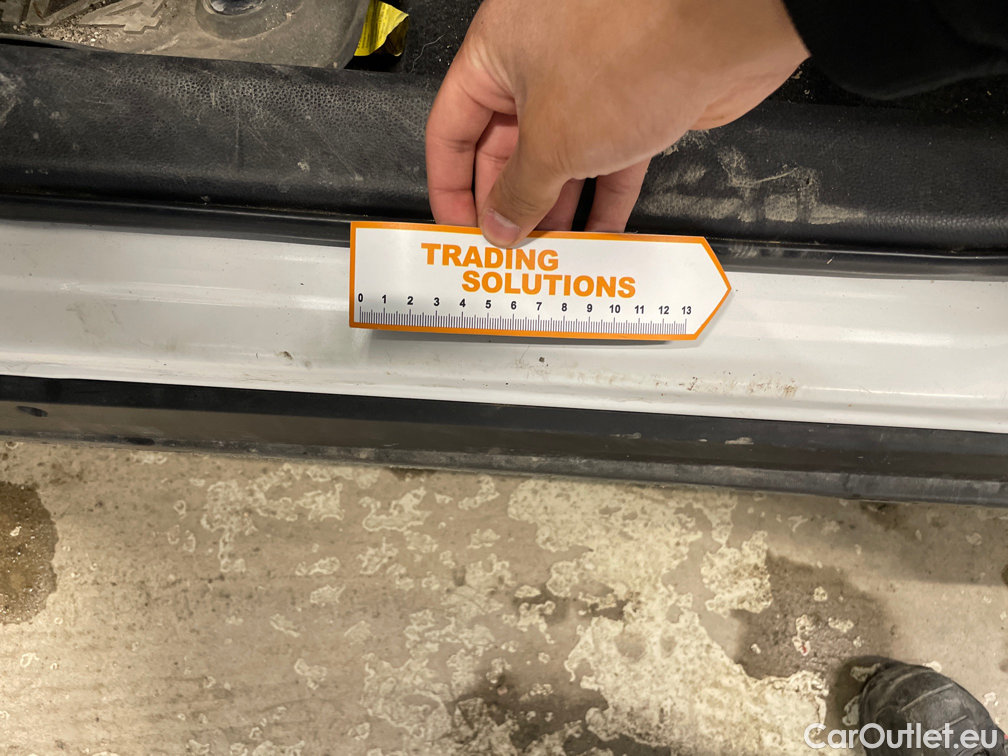 TRADING
SOLUTIONS
0 1 2 3 4 5 6 7 8 9 10 11 12 13
CarOutlet.eu